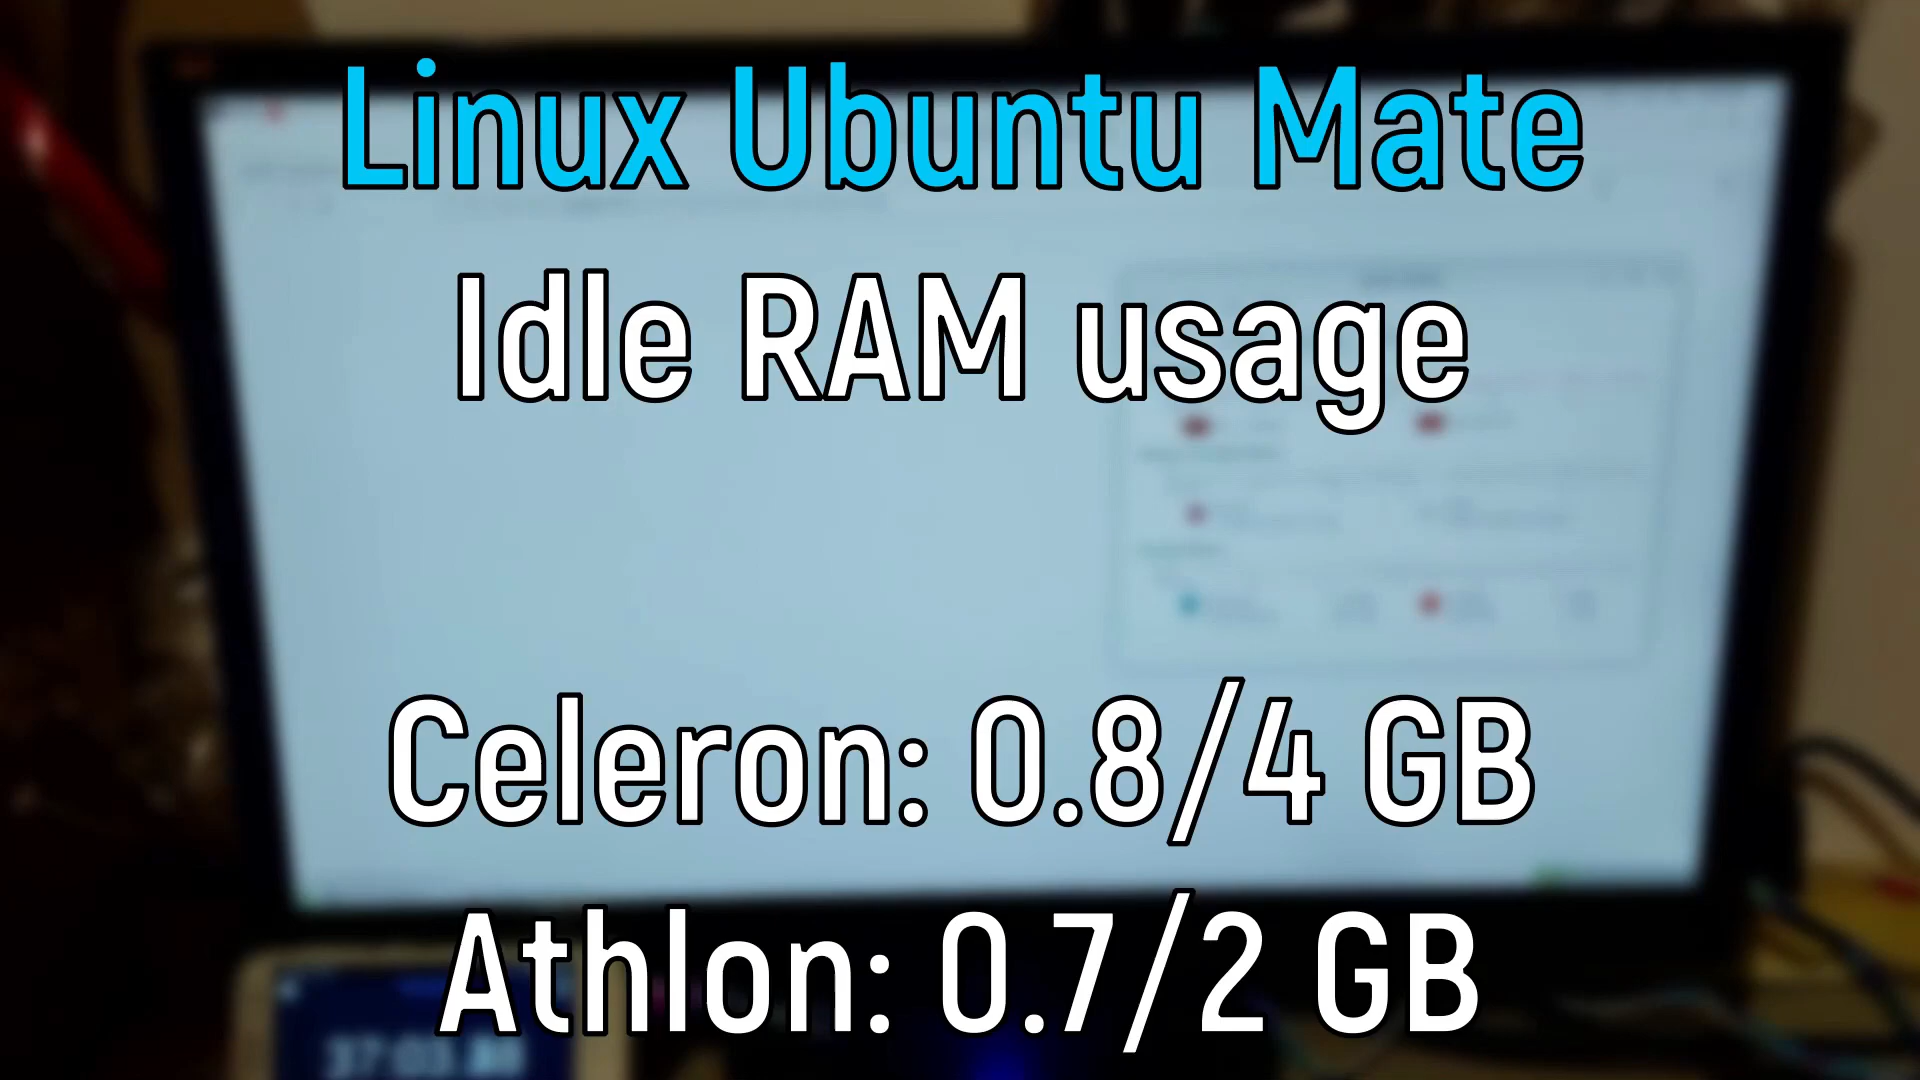 Linux Ubuntu Mate
Idle RAM usage
Celeron: 0.8/4 GB
Athlon: 0.7/2 GB